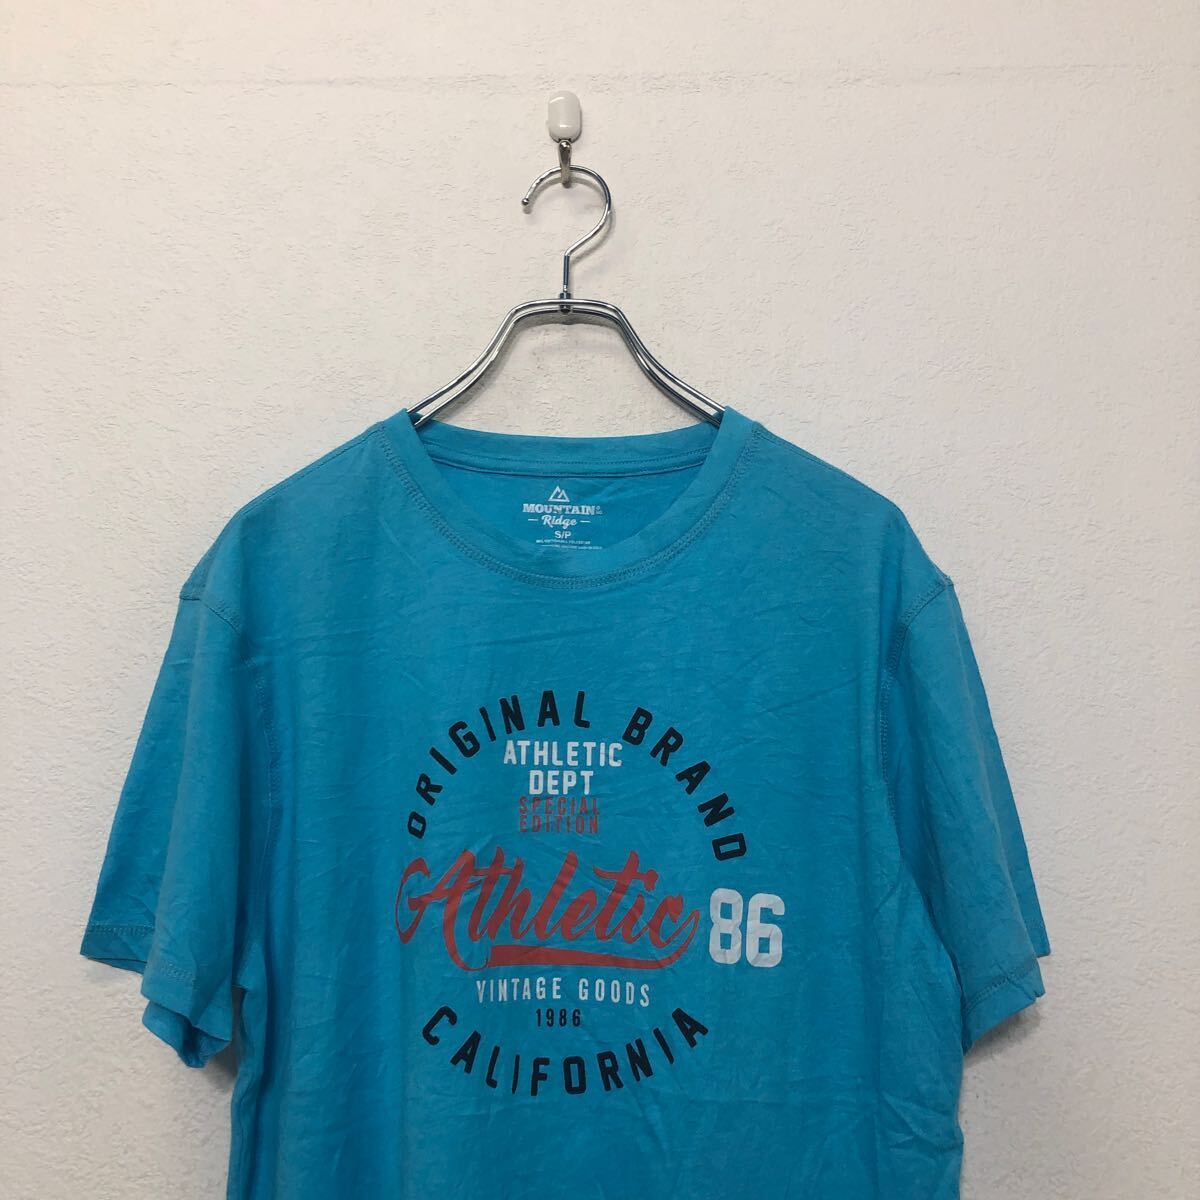 MOUNTAIN
Ridge
S/P
ORIGINAL BRAND
ATHLETIC
DEPT
SPECIAL
EDITION
Athletic 86
VINTAGE GOODS
1986
CALIFORNIA